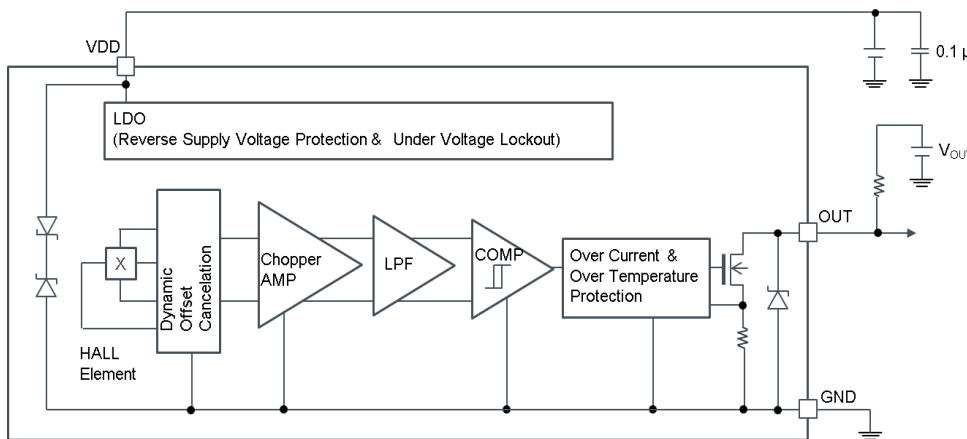 VDD
0.1 µ
LDO
(Reverse Supply Voltage Protection & Under Voltage Lockout)
VOUT
OUT
Chopper
AMP
LPF
COMP
Over Current &
Over Temperature
Protection
X
Dynamic
Offset
Cancelation
HALL
Element
GND